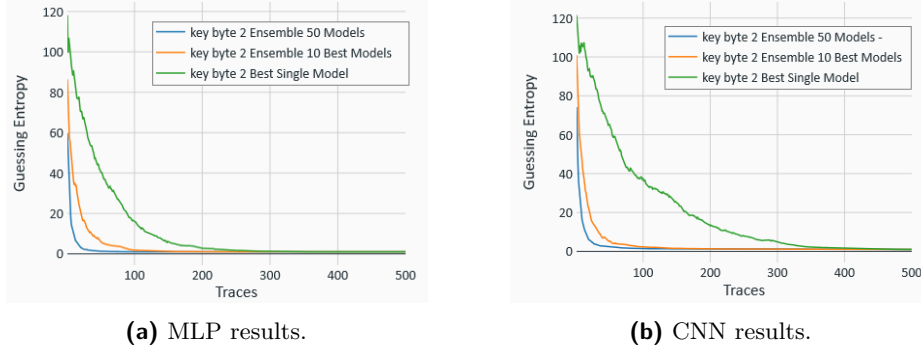 120
100
80
60
40
20
0
Guessing Entropy
key byte 2 Ensemble 50 Models
key byte 2 Ensemble 10 Best Models
key byte 2 Best Single Model
100 200 300 400 500
Traces
(a) MLP results.
120
100
80
60
40
20
0
Guessing Entropy
key byte 2 Ensemble 50 Models -
key byte 2 Ensemble 10 Best Models
key byte 2 Best Single Model
100 200 300 400 500
Traces
(b) CNN results.